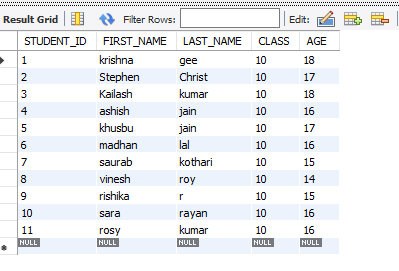 Result Grid Filter Rows: Edit:
STUDENT_ID FIRST_NAME LAST_NAME CLASS AGE
1 krishna gee 10 18
2 Stephen Christ 10 17
3 Kailash kumar 10 18
4 ashish jain 10 16
5 khusbu jain 10 17
6 madhan lal 10 16
7 saurab kothari 10 15
8 vinesh roy 10 14
9 rishika r 10 15
10 sara rayan 10 16
11 rosy kumar 10 16
NULL NULL NULL NULL NULL